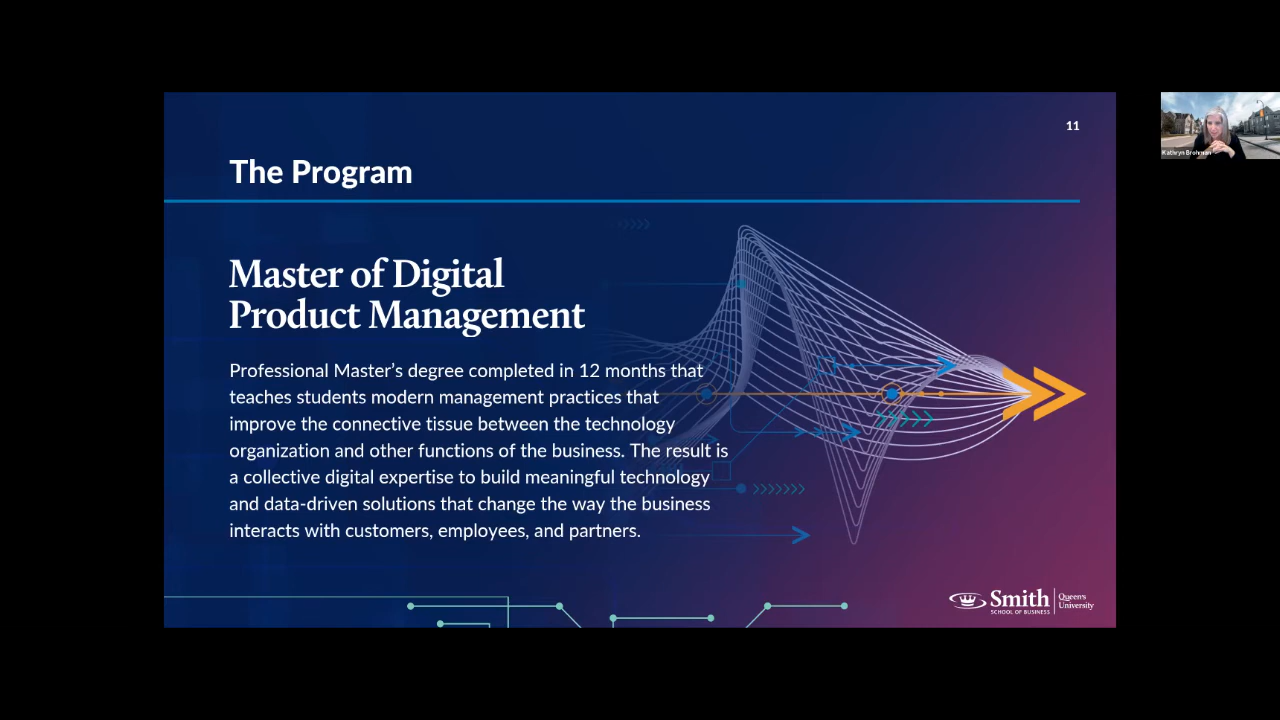 11
The Program
Master of Digital
Product Management
Professional Master's degree completed in 12 months that
teaches students modern management practices that
improve the connective tissue between the technology
organization and other functions of the business. The result is
a collective digital expertise to build meaningful technology
and data-driven solutions that change the way the business
interacts with customers, employees, and partners.
Kathryn Brohman
Smith
SCHOOL OF BUSINESS
Queen's
University